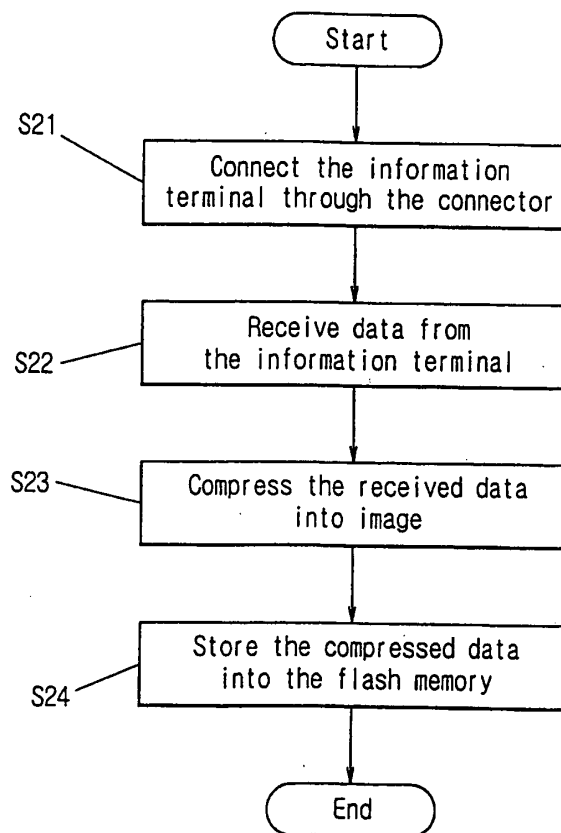 Start
S21
Connect the information
terminal through the connector
S22
Receive data from
the information terminal
S23
Compress the received data
into image
S24
Store the compressed data
into the flash memory
End